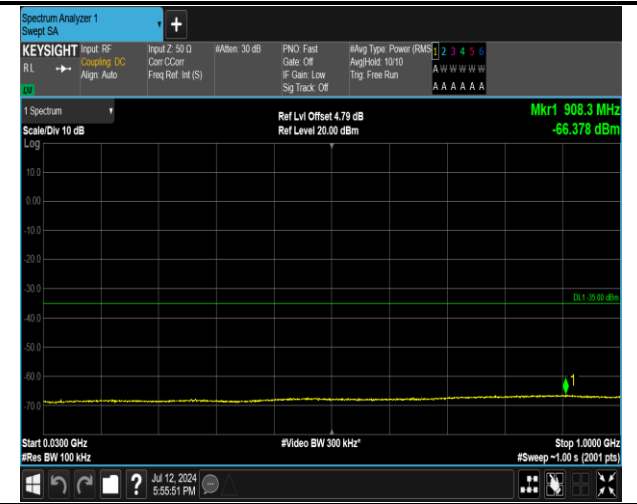 Spectrum Analyzer 1
Swept SA
KEYSIGHT
RL
Input: RF
Coupling: DC
Align: Auto
Input Z: 50 Ω
Corr CCorr
Freq Ref: Int (S)
#Atten: 30 dB
PNO: Fast
Gate: Off
IF Gain: Low
Sig Track: Off
#Avg Type: Power (RMS
Avg|Hold: 10/10
Trig: Free Run
1 2 3 4 5 6
A W W W W W
A A A A A A
1 Spectrum
Scale/Div 10 dB
Log
Ref Lvl Offset 4.79 dB
Ref Level 20.00 dBm
Mkr1 908.3 MHz
-66.378 dBm
10.0
0.00
-10.0
-20.0
-30.0
DL1 -35.00 dBm
-40.0
-50.0
-60.0
1
-70.0
Start 0.0300 GHz
#Res BW 100 kHz
#Video BW 300 kHz*
Stop 1.0000 GHz
#Sweep ~1.00 s (2001 pts)
?
Jul 12, 2024
5:55:51 PM